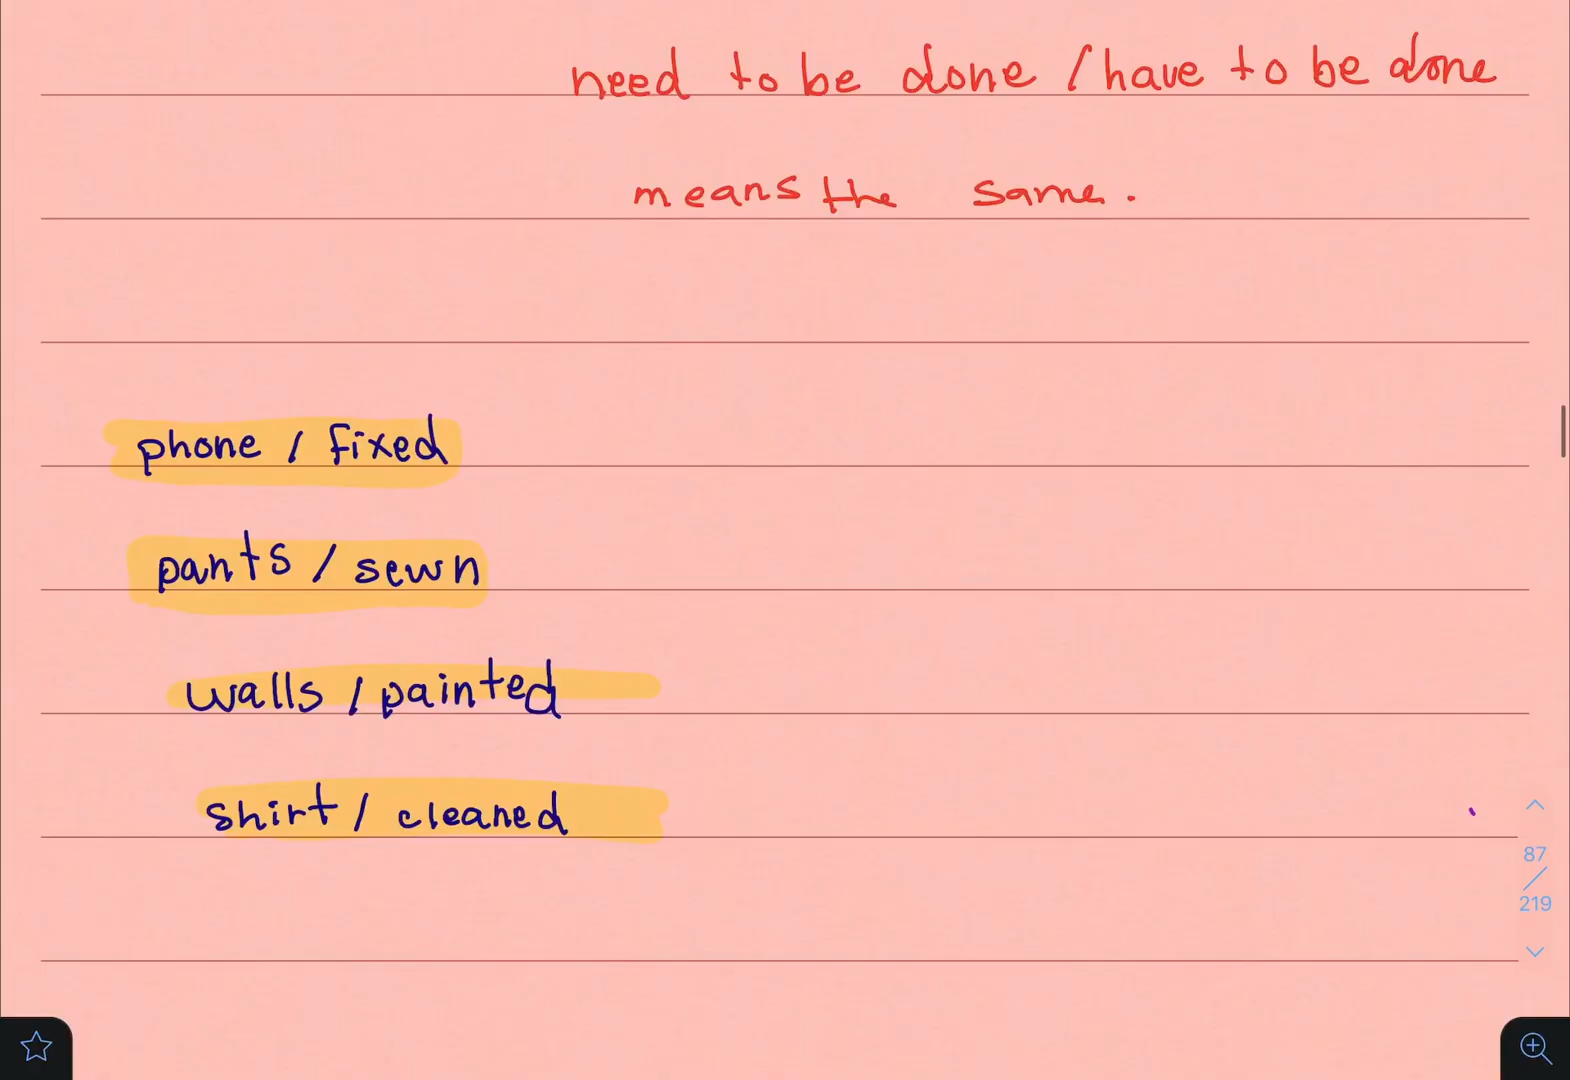 need to be done / have to be done
means the same.
phone / fixed
pants / sewn
walls / painted
shirt / cleaned
87
219